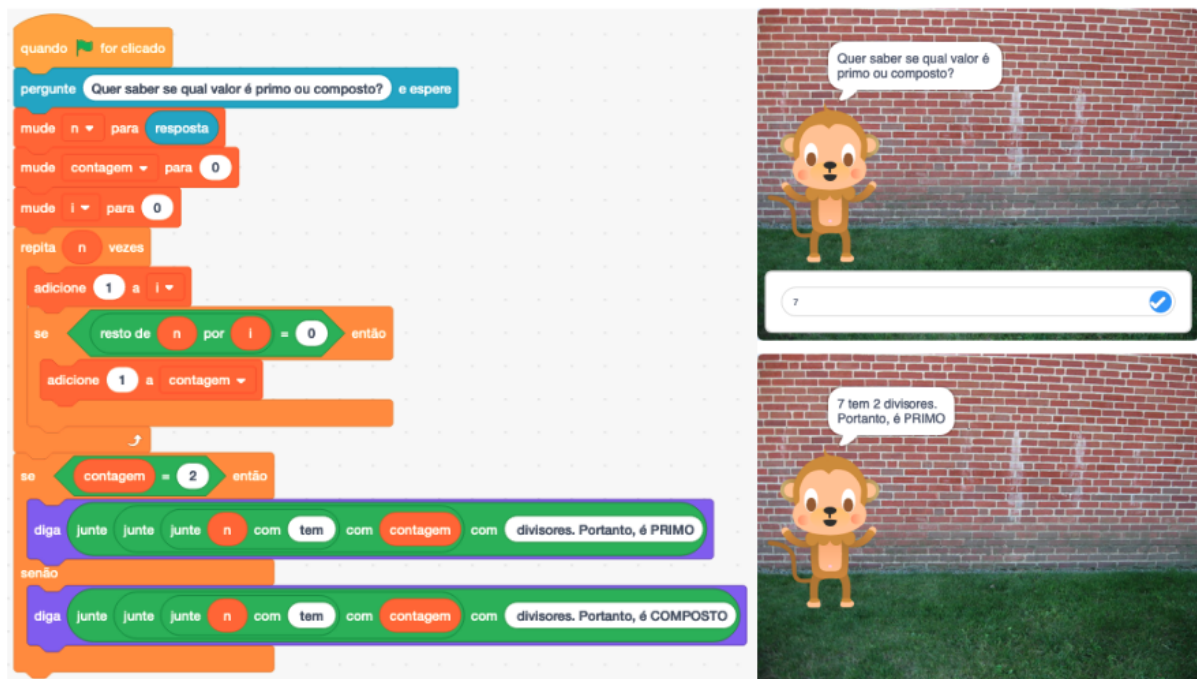 quando for clicado
pergunte Quer saber se qual valor é primo ou composto? e espere
mude n para resposta
mude contagem para 0
mude i para 0
repita n vezes
adicione 1 a i
se resto de n por i = 0 então
adicione 1 a contagem
se contagem = 2 então
diga junte junte junte n com tem com contagem com divisores. Portanto, é PRIMO
senão
diga junte junte junte n com tem com contagem com divisores. Portanto, é COMPOSTO
Quer saber se qual valor é
primo ou composto?
7
7 tem 2 divisores.
Portanto, é PRIMO